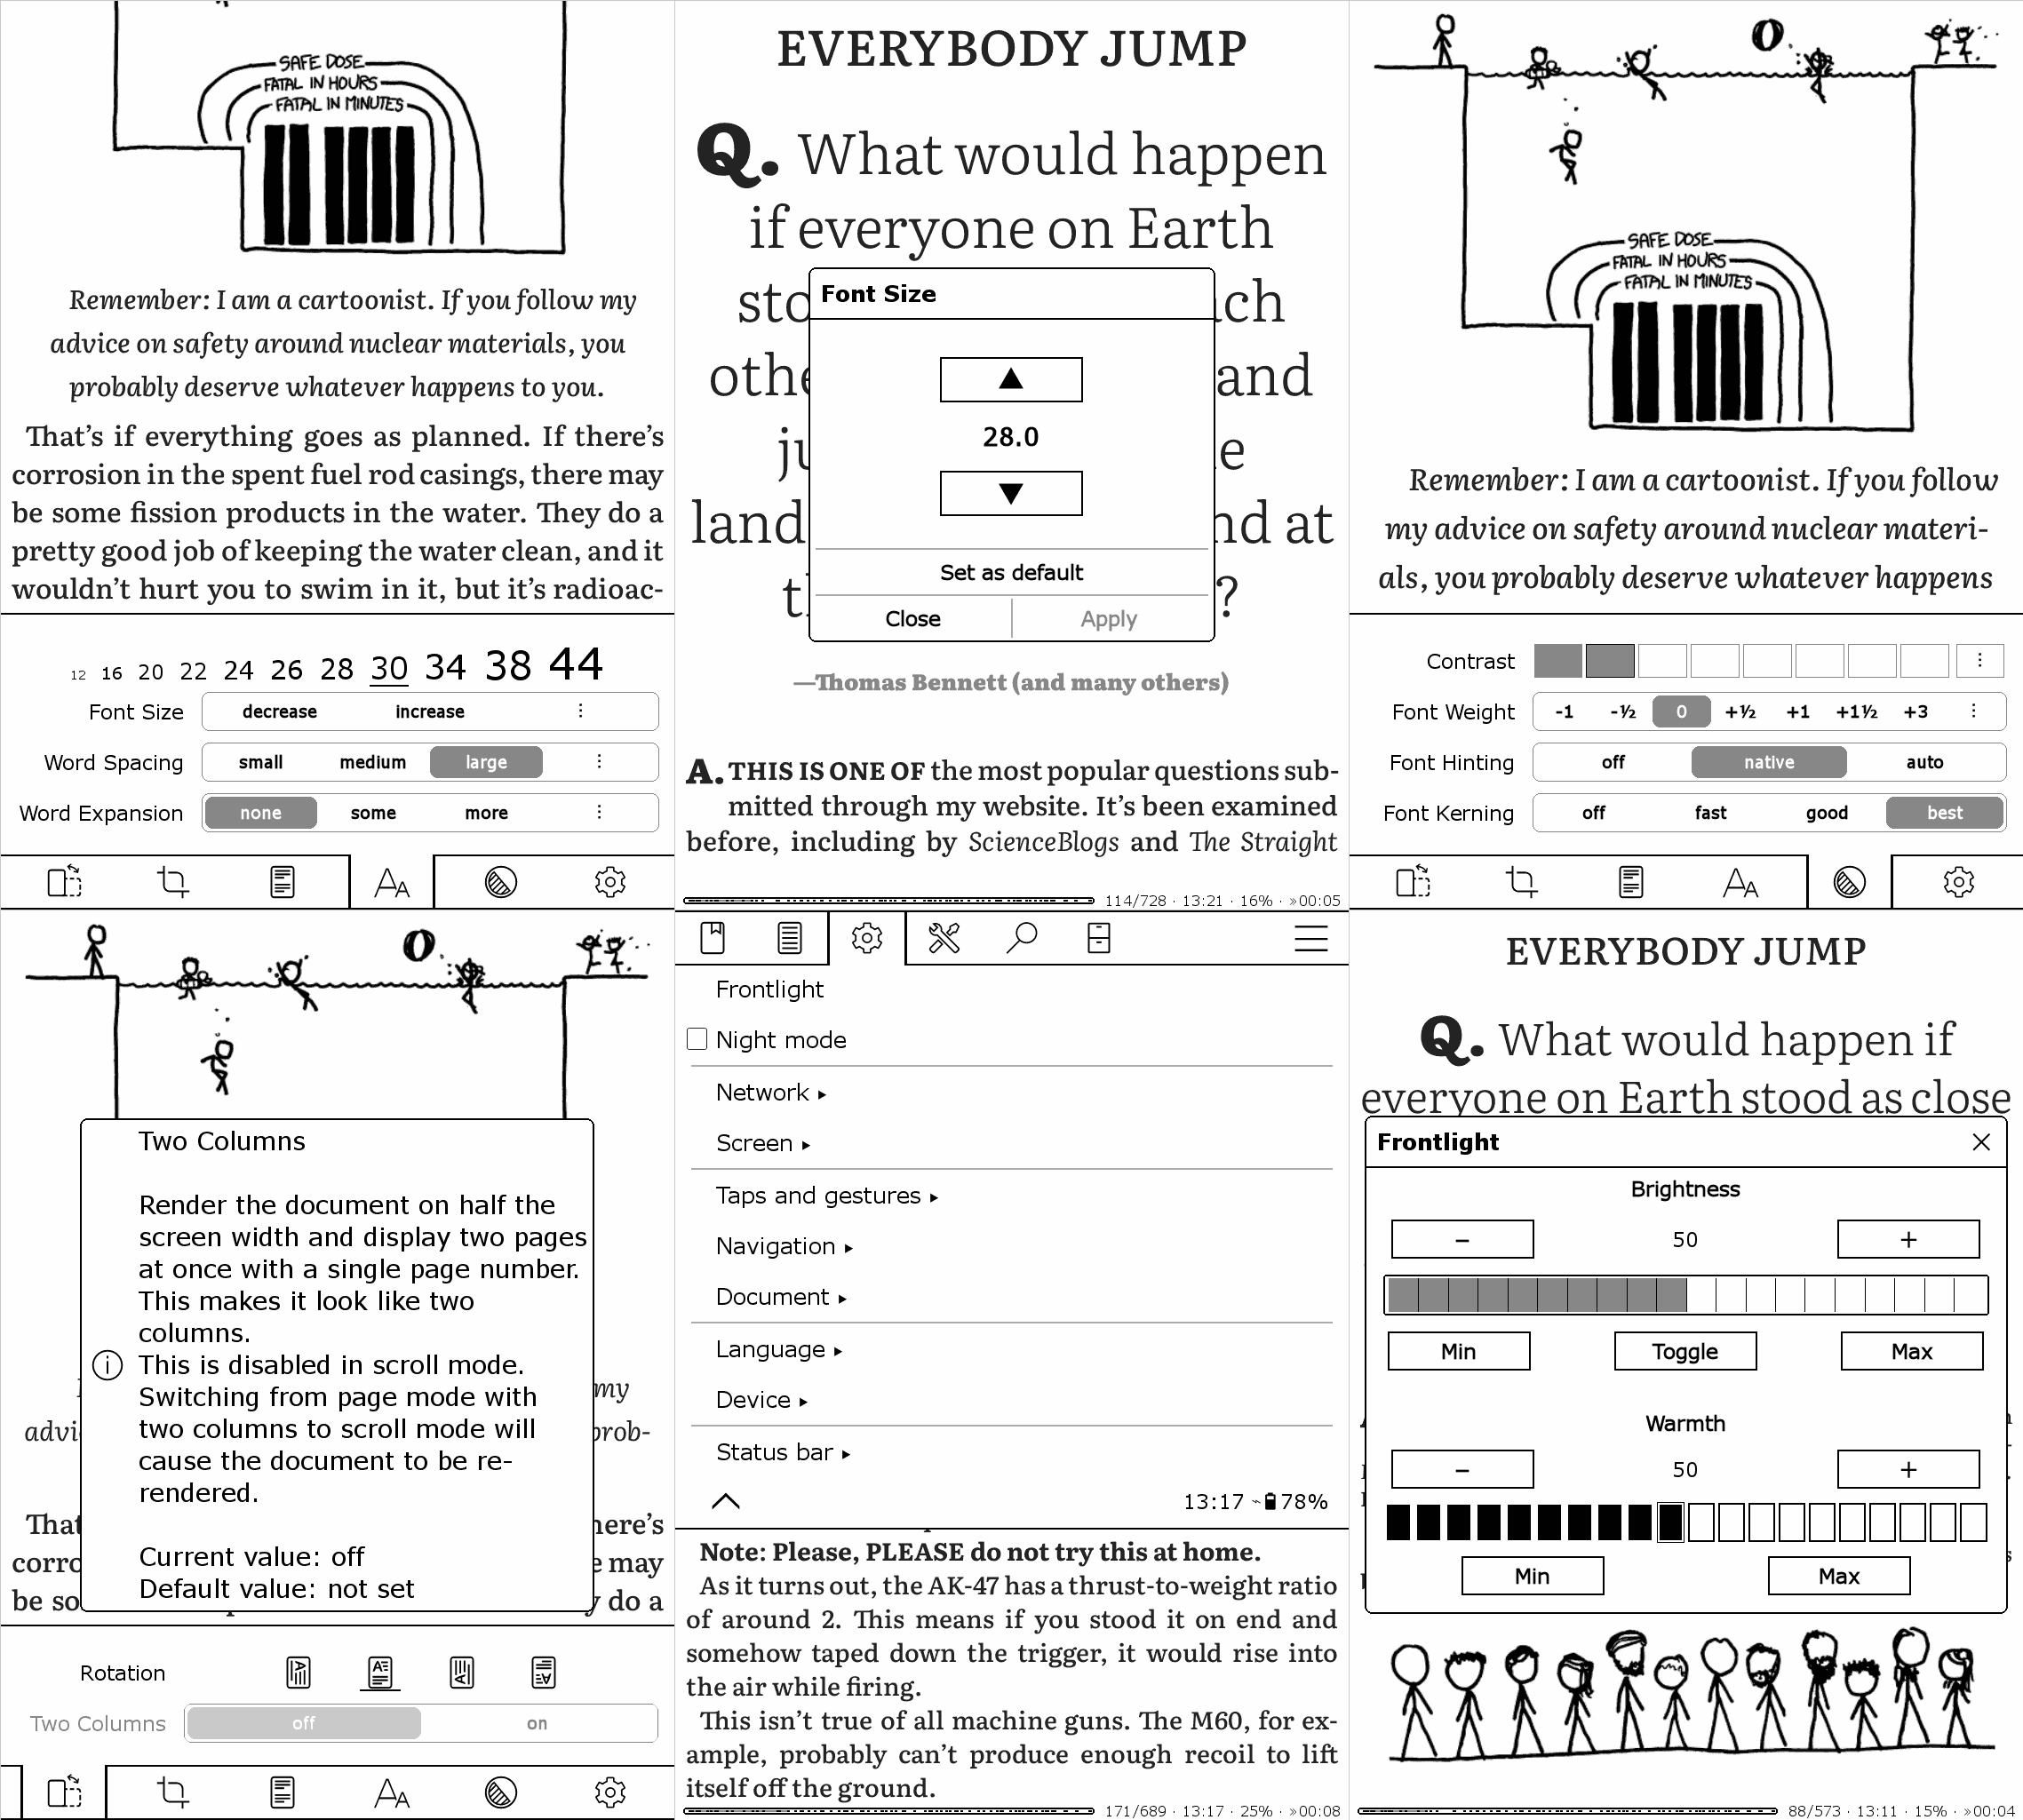 SAFE DOSE
FATAL IN HOURS
FATAL IN MINUTES
Remember: I am a cartoonist. If you follow my
advice on safety around nuclear materials, you
probably deserve whatever happens to you.
That’s if everything goes as planned. If there’s
corrosion in the spent fuel rod casings, there may
be some fission products in the water. They do a
pretty good job of keeping the water clean, and it
wouldn’t hurt you to swim in it, but it’s radioac-
12 16 20 22 24 26 28 30 34 38 44
Font Size decrease increase ⋮
Word Spacing small medium large ⋮
Word Expansion none some more ⋮
AA
EVERYBODY JUMP
Q. What would happen
if everyone on Earth
sto ch
othe and
ju e
land nd at
t ?
Font Size
▲
28.0
▼
Set as default
Close Apply
—Thomas Bennett (and many others)
A. THIS IS ONE OF the most popular questions sub-
mitted through my website. It’s been examined
before, including by ScienceBlogs and The Straight
114/728 · 13:21 · 16% · »00:05
SAFE DOSE
FATAL IN HOURS
FATAL IN MINUTES
Remember: I am a cartoonist. If you follow
my advice on safety around nuclear materi-
als, you probably deserve whatever happens
Contrast ⋮
Font Weight -1 -½ 0 +½ +1 +1½ +3 ⋮
Font Hinting off native auto
Font Kerning off fast good best
AA
Two Columns
Render the document on half the
screen width and display two pages
at once with a single page number.
This makes it look like two
columns.
This is disabled in scroll mode.
Switching from page mode with
two columns to scroll mode will
cause the document to be re-
rendered.
Current value: off
Default value: not set
my
advi prob-
That here’s
corro e may
be so y do a
Rotation
Two Columns off on
AA
Frontlight
Night mode
Network ▸
Screen ▸
Taps and gestures ▸
Navigation ▸
Document ▸
Language ▸
Device ▸
Status bar ▸
13:17 78%
Note: Please, PLEASE do not try this at home.
As it turns out, the AK-47 has a thrust-to-weight ratio
of around 2. This means if you stood it on end and
somehow taped down the trigger, it would rise into
the air while firing.
This isn’t true of all machine guns. The M60, for ex-
ample, probably can’t produce enough recoil to lift
itself off the ground.
171/689 · 13:17 · 25% · »00:08
EVERYBODY JUMP
Q. What would happen if
everyone on Earth stood as close
Frontlight ×
Brightness
− 50 +
Min Toggle Max
Warmth
− 50 +
Min Max
88/573 · 13:11 · 15% · »00:04